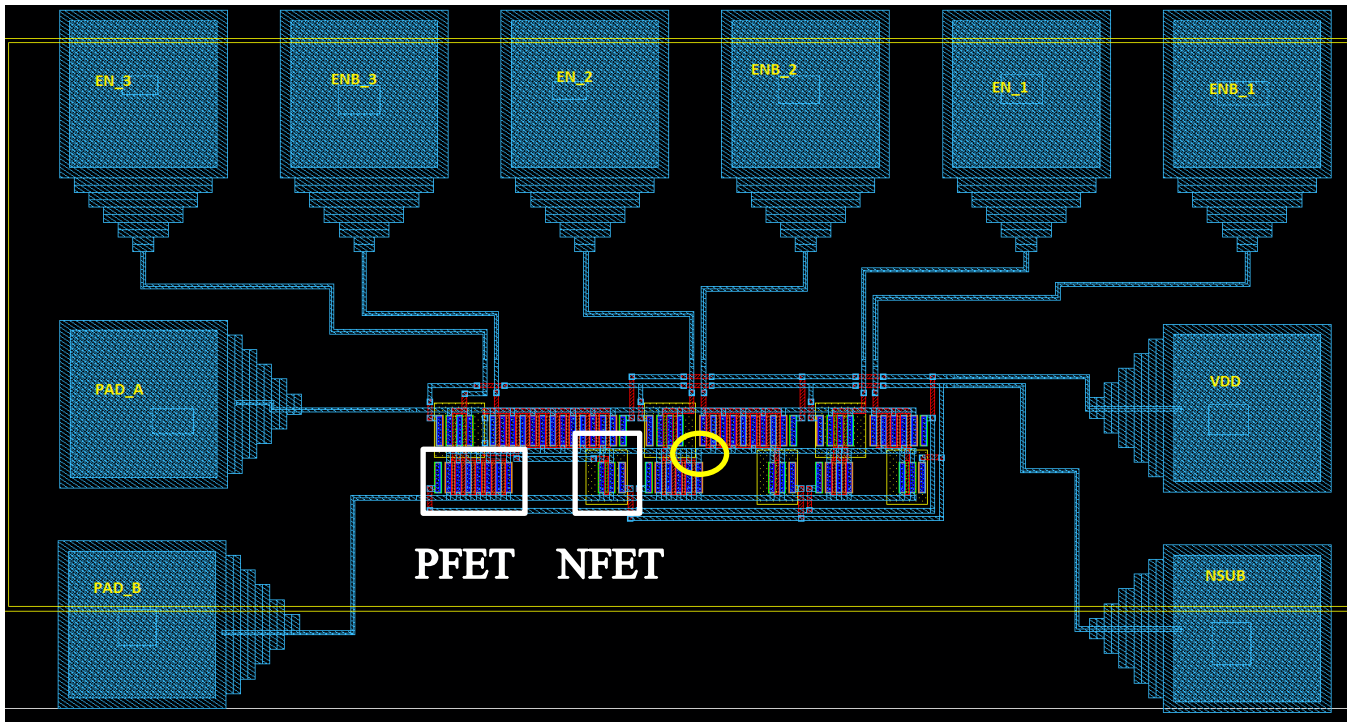 EN_3
ENB_3
EN_2
ENB_2
EN_1
ENB_1
PAD_A
VDD
PFET NFET
PAD_B
NSUB